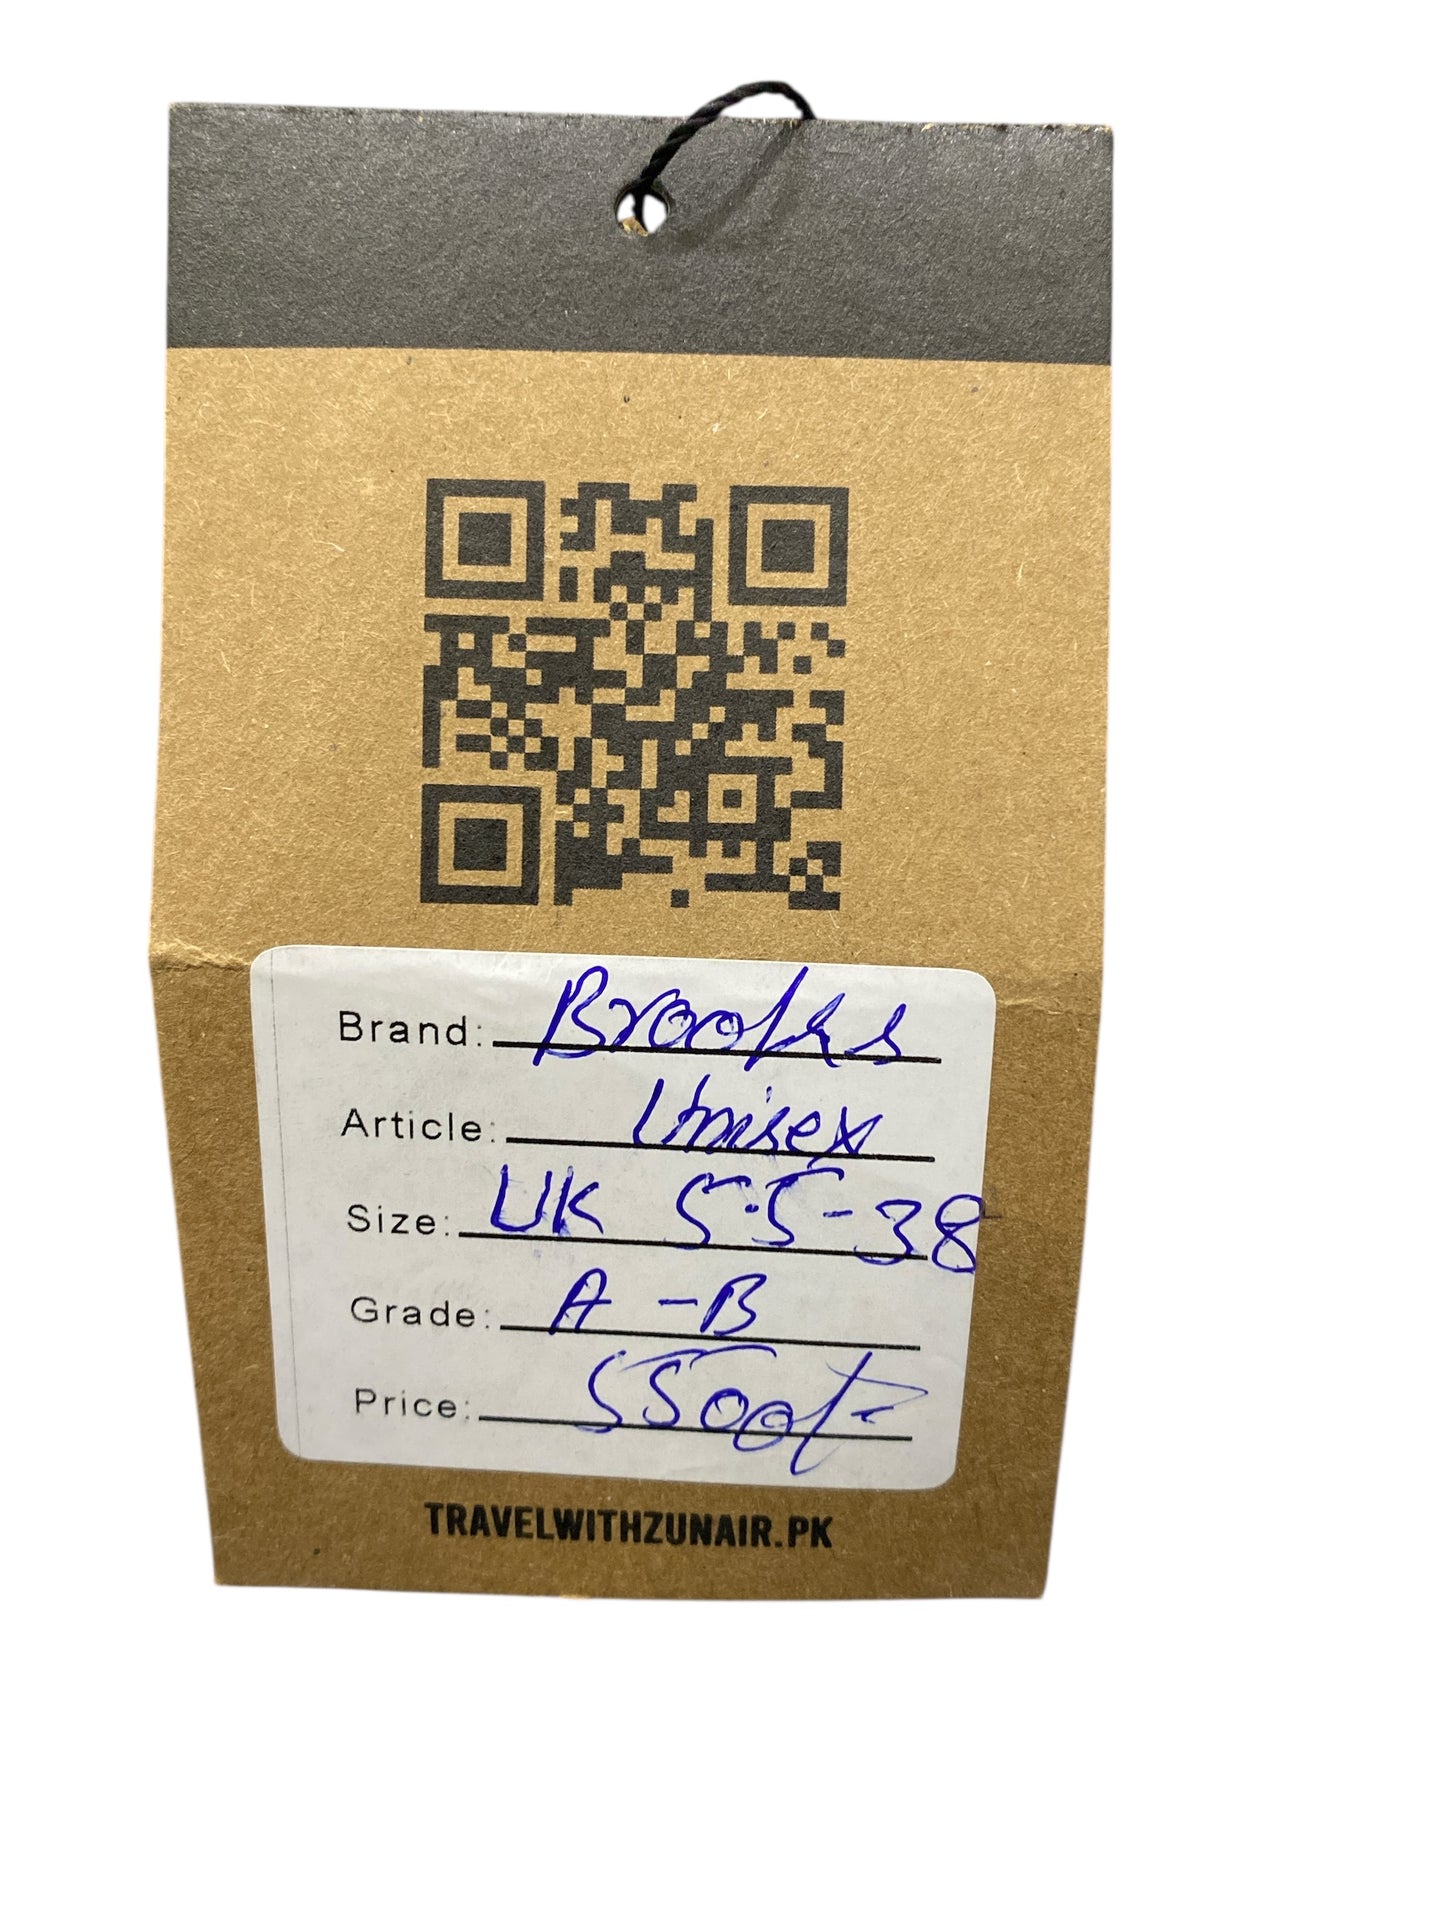 Brand: Brooks
Article: Unisex
Size: UK 5.5-38
Grade: A-B
Price: 5500/-
TRAVELWITHZUNAIR.PK